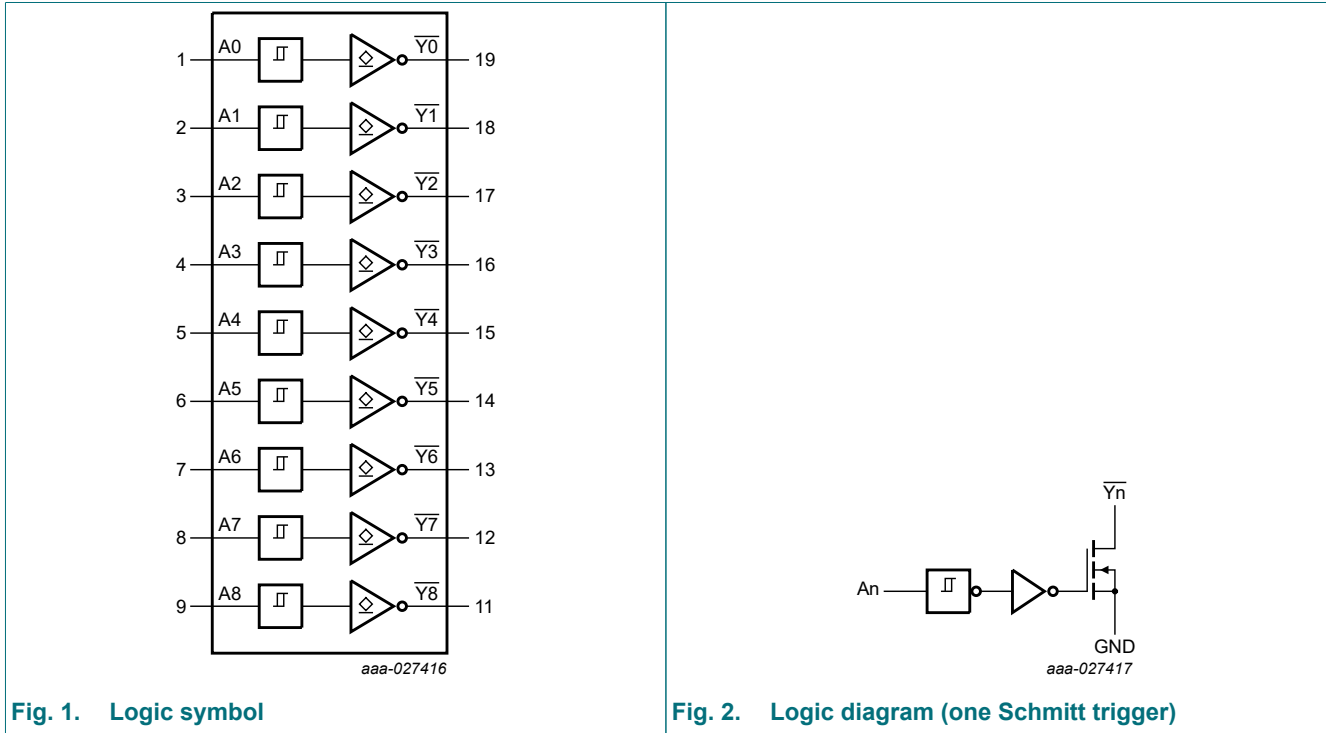 1 A0 Y0 19
2 A1 Y1 18
3 A2 Y2 17
4 A3 Y3 16
5 A4 Y4 15
6 A5 Y5 14
7 A6 Y6 13
8 A7 Y7 12
9 A8 Y8 11
aaa-027416
Fig. 1. Logic symbol
Yn
An
GND
aaa-027417
Fig. 2. Logic diagram (one Schmitt trigger)